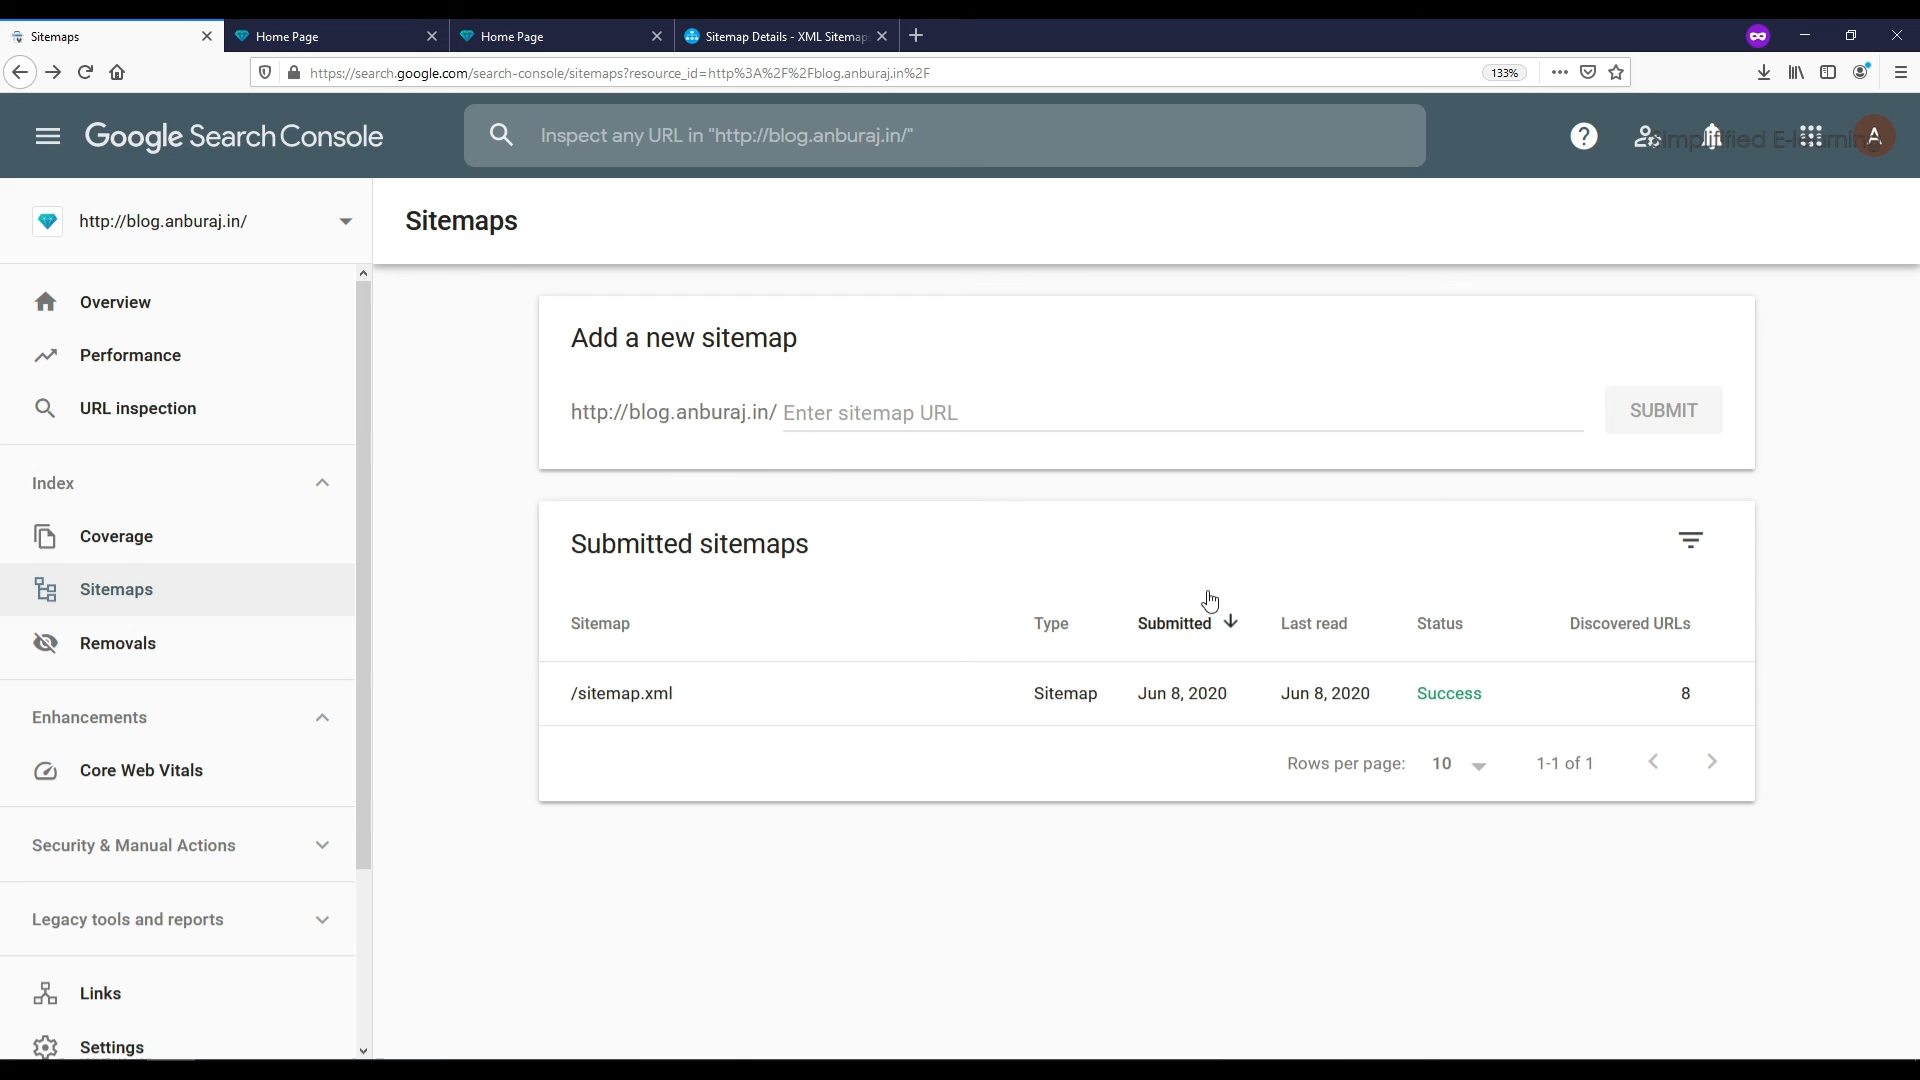 Sitemaps
Home Page
Home Page
Sitemap Details - XML Sitemap
https://search.google.com/search-console/sitemaps?resource_id=http%3A%2F%2Fblog.anburaj.in%2F
133%
Google Search Console
Inspect any URL in "http://blog.anburaj.in/"
?
A
http://blog.anburaj.in/
Sitemaps
Overview
Performance
URL inspection
Index
Coverage
Sitemaps
Removals
Enhancements
Core Web Vitals
Security & Manual Actions
Legacy tools and reports
Links
Settings
Add a new sitemap
http://blog.anburaj.in/ Enter sitemap URL
SUBMIT
Submitted sitemaps
Sitemap Type Submitted Last read Status Discovered URLs
/sitemap.xml Sitemap Jun 8, 2020 Jun 8, 2020 Success 8
Rows per page: 10 1-1 of 1